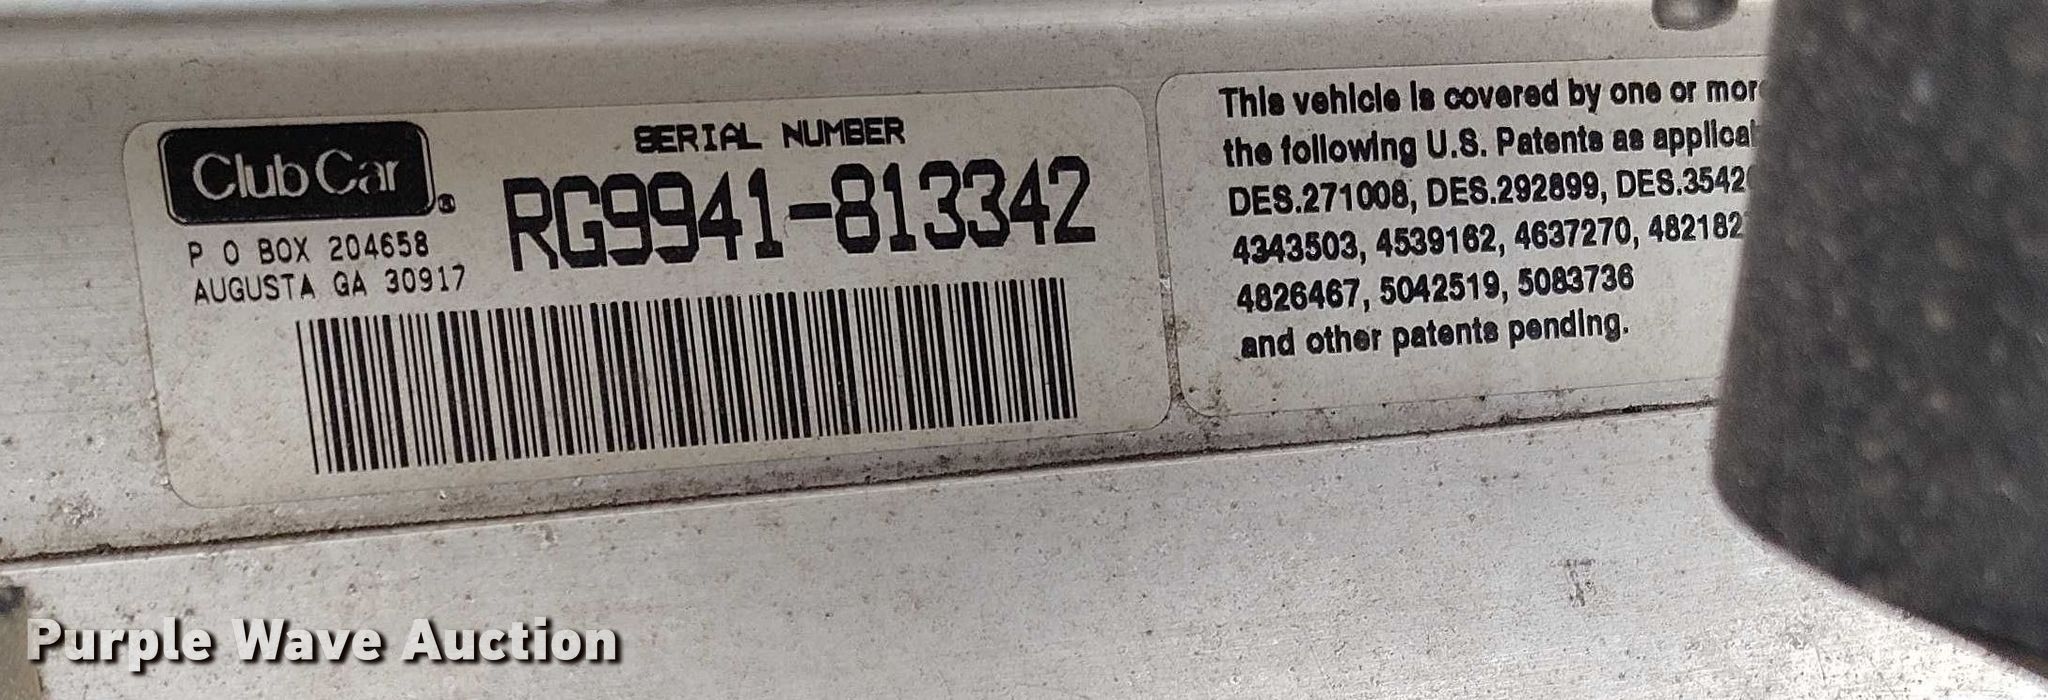 Club Car®
P O BOX 204658
AUGUSTA GA 30917
SERIAL NUMBER
RG9941-813342
This vehicle is covered by one or mor
the following U.S. Patents as applica
DES.271008, DES.292899, DES.3542
4343503, 4539162, 4637270, 482182
4826467, 5042519, 5083736
and other patents pending.
Purple Wave Auction